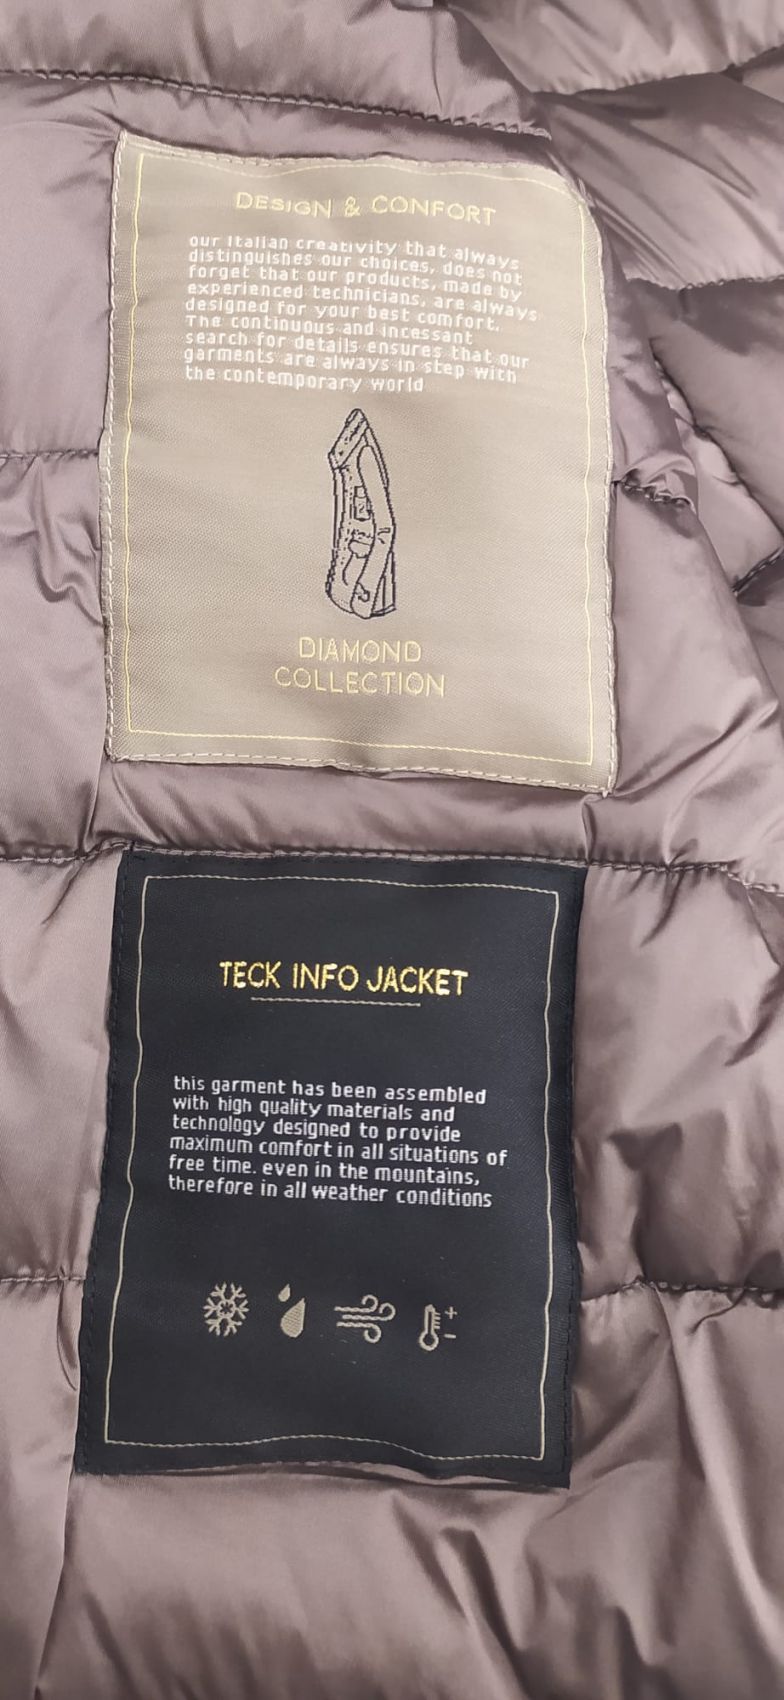 DESIGN & CONFORT
our Italian creativity that always
distinguishes our choices, does not
forget that our products, made by
experienced technicians, are always
designed for your best comfort.
The continuous and incessant
search for details ensures that our
garments are always in step with
the contemporary world
DIAMOND
COLLECTION
TECK INFO JACKET
this garment has been assembled
with high quality materials and
technology designed to provide
maximum comfort in all situations of
free time. even in the mountains,
therefore in all weather conditions